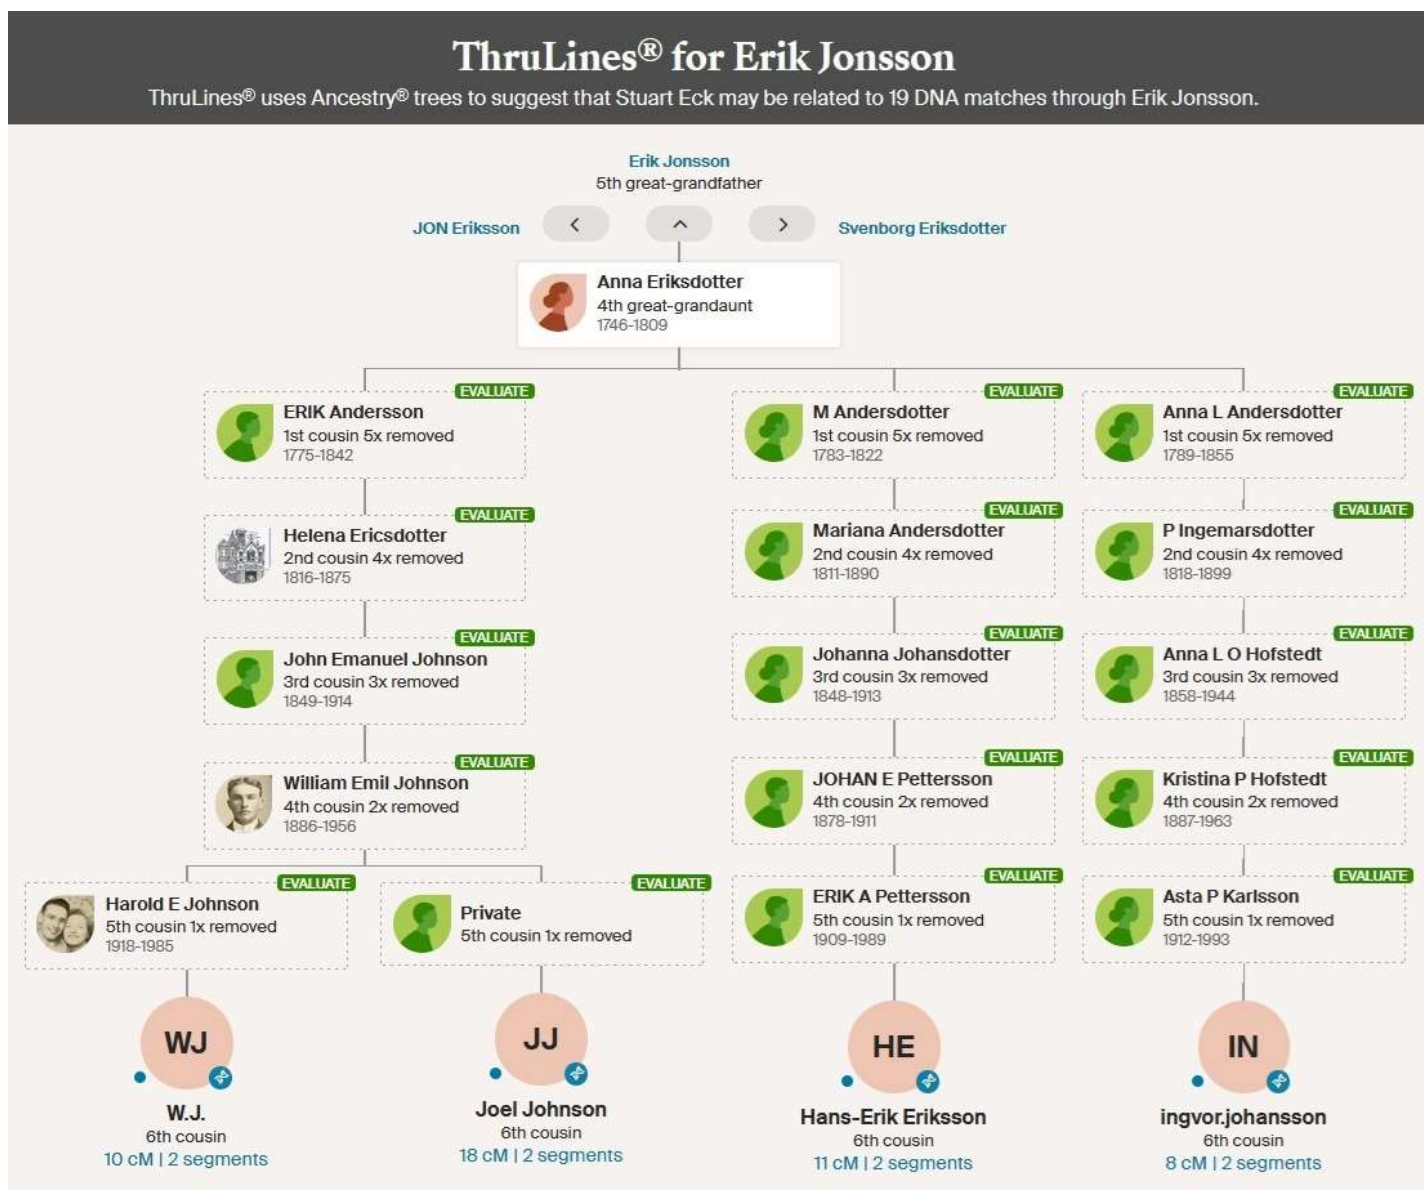 ThruLines® for Erik Jonsson
ThruLines® uses Ancestry® trees to suggest that Stuart Eck may be related to 19 DNA matches through Erik Jonsson.
Erik Jonsson
5th great-grandfather
JON Eriksson
Svenborg Eriksdotter
Anna Eriksdotter
4th great-grandaunt
1746-1809
EVALUATE
ERIK Andersson
1st cousin 5x removed
1775-1842
EVALUATE
Helena Ericsdotter
2nd cousin 4x removed
1816-1875
EVALUATE
John Emanuel Johnson
3rd cousin 3x removed
1849-1914
EVALUATE
William Emil Johnson
4th cousin 2x removed
1886-1956
EVALUATE
Harold E Johnson
5th cousin 1x removed
1918-1985
WJ
W.J.
6th cousin
10 cM | 2 segments
EVALUATE
Private
5th cousin 1x removed
JJ
Joel Johnson
6th cousin
18 cM | 2 segments
EVALUATE
M Andersdotter
1st cousin 5x removed
1783-1822
EVALUATE
Mariana Andersdotter
2nd cousin 4x removed
1811-1890
EVALUATE
Johanna Johansdotter
3rd cousin 3x removed
1848-1913
EVALUATE
JOHAN E Pettersson
4th cousin 2x removed
1878-1911
EVALUATE
ERIK A Pettersson
5th cousin 1x removed
1909-1989
HE
Hans-Erik Eriksson
6th cousin
11 cM | 2 segments
EVALUATE
Anna L Andersdotter
1st cousin 5x removed
1789-1855
EVALUATE
P Ingemarsdotter
2nd cousin 4x removed
1818-1899
EVALUATE
Anna L O Hofstedt
3rd cousin 3x removed
1858-1944
EVALUATE
Kristina P Hofstedt
4th cousin 2x removed
1887-1963
EVALUATE
Asta P Karlsson
5th cousin 1x removed
1912-1993
IN
ingvor.johansson
6th cousin
8 cM | 2 segments